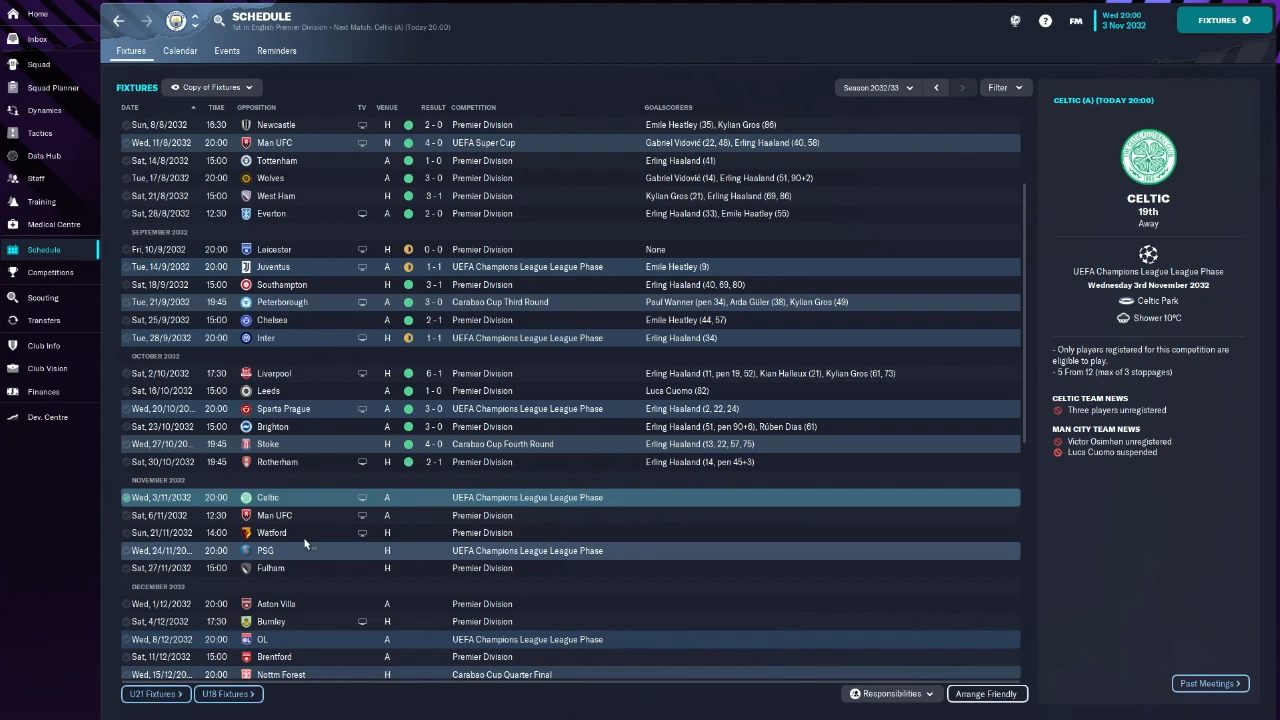 Home
SCHEDULE
1st in English Premier Division - Next Match: Celtic (A) (Today 20:00)
FM
Wed 20:00
3 Nov 2032
FIXTURES
Inbox
Squad
Squad Planner
Dynamics
Tactics
Data Hub
Staff
Training
Medical Centre
Schedule
Competitions
Scouting
Transfers
Club Info
Club Vision
Finances
Dev. Centre
Fixtures Calendar Events Reminders
FIXTURES Copy of Fixtures Season 2032/33 Filter
DATE TIME OPPOSITION TV VENUE RESULT COMPETITION GOALSCORERS
Sun, 8/8/2032 16:30 Newcastle H 2 - 0 Premier Division Emile Heatley (35), Kylian Gros (86)
Wed, 11/8/2032 20:00 Man UFC N 4 - 0 UEFA Super Cup Gabriel Vidović (22, 48), Erling Haaland (40, 58)
Sat, 14/8/2032 15:00 Tottenham H 1 - 0 Premier Division Erling Haaland (41)
Tue, 17/8/2032 20:00 Wolves A 3 - 0 Premier Division Gabriel Vidović (14), Erling Haaland (51, 90+2)
Sat, 21/8/2032 15:00 West Ham H 3 - 1 Premier Division Kylian Gros (21), Erling Haaland (69, 86)
Sat, 28/8/2032 12:30 Everton A 2 - 0 Premier Division Erling Haaland (33), Emile Heatley (55)
SEPTEMBER 2032
Fri, 10/9/2032 20:00 Leicester H 0 - 0 Premier Division None
Tue, 14/9/2032 20:00 Juventus A 1 - 1 UEFA Champions League League Phase Emile Heatley (9)
Sat, 18/9/2032 15:00 Southampton H 3 - 1 Premier Division Erling Haaland (40, 69, 80)
Tue, 21/9/2032 19:45 Peterborough A 3 - 0 Carabao Cup Third Round Paul Wanner (pen 34), Arda Güler (38), Kylian Gros (49)
Sat, 25/9/2032 15:00 Chelsea A 2 - 1 Premier Division Emile Heatley (44, 57)
Tue, 28/9/2032 20:00 Inter H 1 - 1 UEFA Champions League League Phase Erling Haaland (34)
OCTOBER 2032
Sat, 2/10/2032 17:30 Liverpool H 6 - 1 Premier Division Erling Haaland (11, pen 19, 52), Kian Halleux (21), Kylian Gros (61, 73)
Sat, 16/10/2032 15:00 Leeds A 1 - 0 Premier Division Luca Cuomo (82)
Wed, 20/10/20... 20:00 Sparta Prague A 3 - 0 UEFA Champions League League Phase Erling Haaland (2, 22, 24)
Sat, 23/10/2032 15:00 Brighton A 3 - 0 Premier Division Erling Haaland (51, pen 90+6), Rúben Dias (61)
Wed, 27/10/20... 19:45 Stoke H 4 - 0 Carabao Cup Fourth Round Erling Haaland (13, 22, 57, 75)
Sat, 30/10/2032 19:45 Rotherham H 2 - 1 Premier Division Erling Haaland (14, pen 45+3)
NOVEMBER 2032
Wed, 3/11/2032 20:00 Celtic A UEFA Champions League League Phase
Sat, 6/11/2032 12:30 Man UFC A Premier Division
Sun, 21/11/2032 14:00 Watford H Premier Division
Wed, 24/11/20... 20:00 PSG H UEFA Champions League League Phase
Sat, 27/11/2032 15:00 Fulham H Premier Division
DECEMBER 2032
Wed, 1/12/2032 20:00 Aston Villa A Premier Division
Sat, 4/12/2032 17:30 Burnley H Premier Division
Wed, 8/12/2032 20:00 OL A UEFA Champions League League Phase
Sat, 11/12/2032 15:00 Brentford A Premier Division
Wed, 15/12/20... 20:00 Nottm Forest H Carabao Cup Quarter Final
U21 Fixtures U18 Fixtures Responsibilities Arrange Friendly
CELTIC (A) (TODAY 20:00)
CELTIC
19th
Away
UEFA Champions League League Phase
Wednesday 3rd November 2032
Celtic Park
Shower 10°C
- Only players registered for this competition are
eligible to play.
- 5 From 12 (max of 3 stoppages)
CELTIC TEAM NEWS
Three players unregistered
MAN CITY TEAM NEWS
Victor Osimhen unregistered
Luca Cuomo suspended
Past Meetings